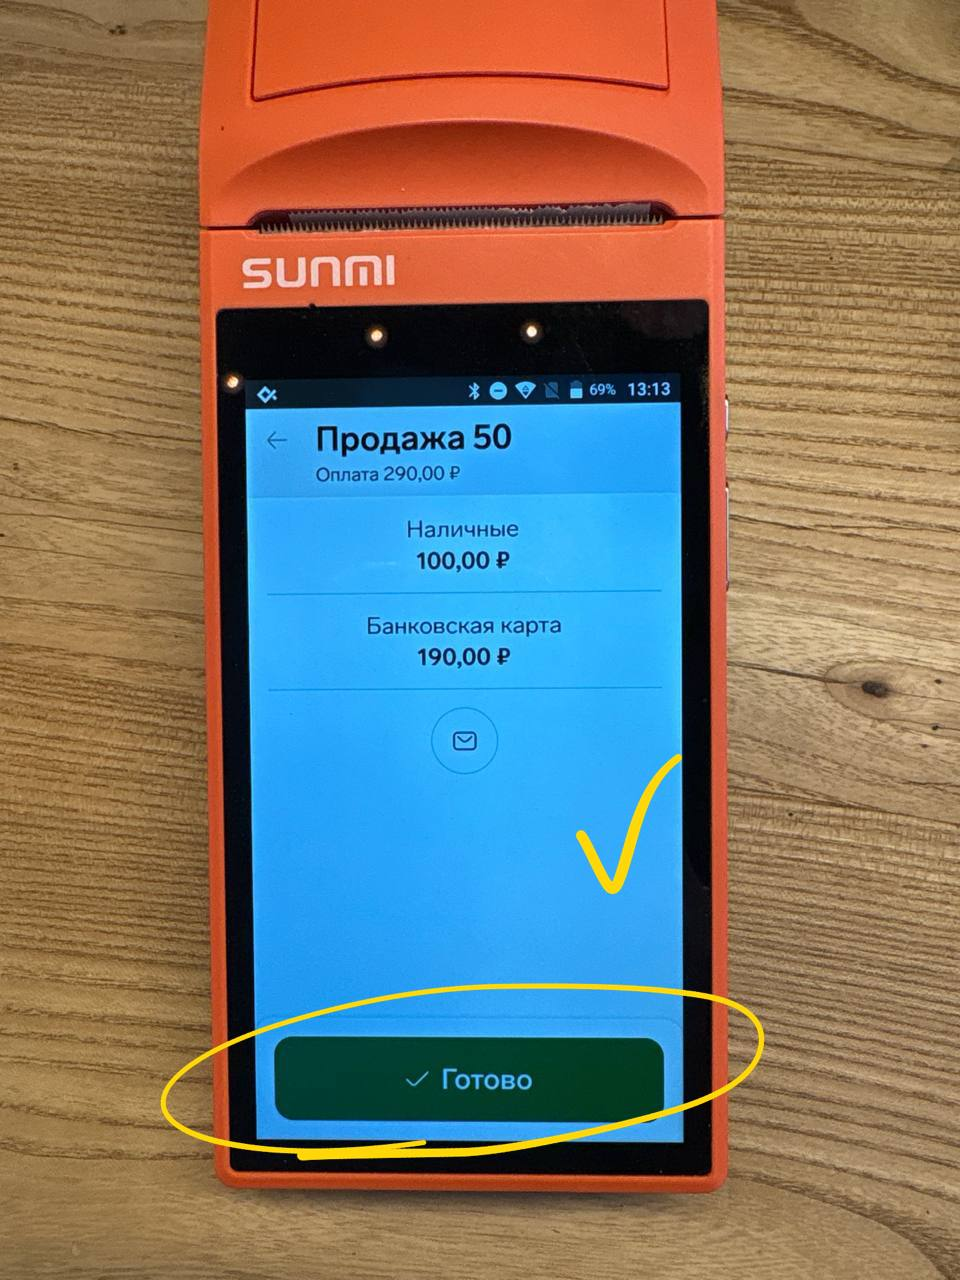 SUNMI
69% 13:13
Продажа 50
Оплата 290,00 ₽
Наличные
100,00 ₽
Банковская карта
190,00 ₽
Готово